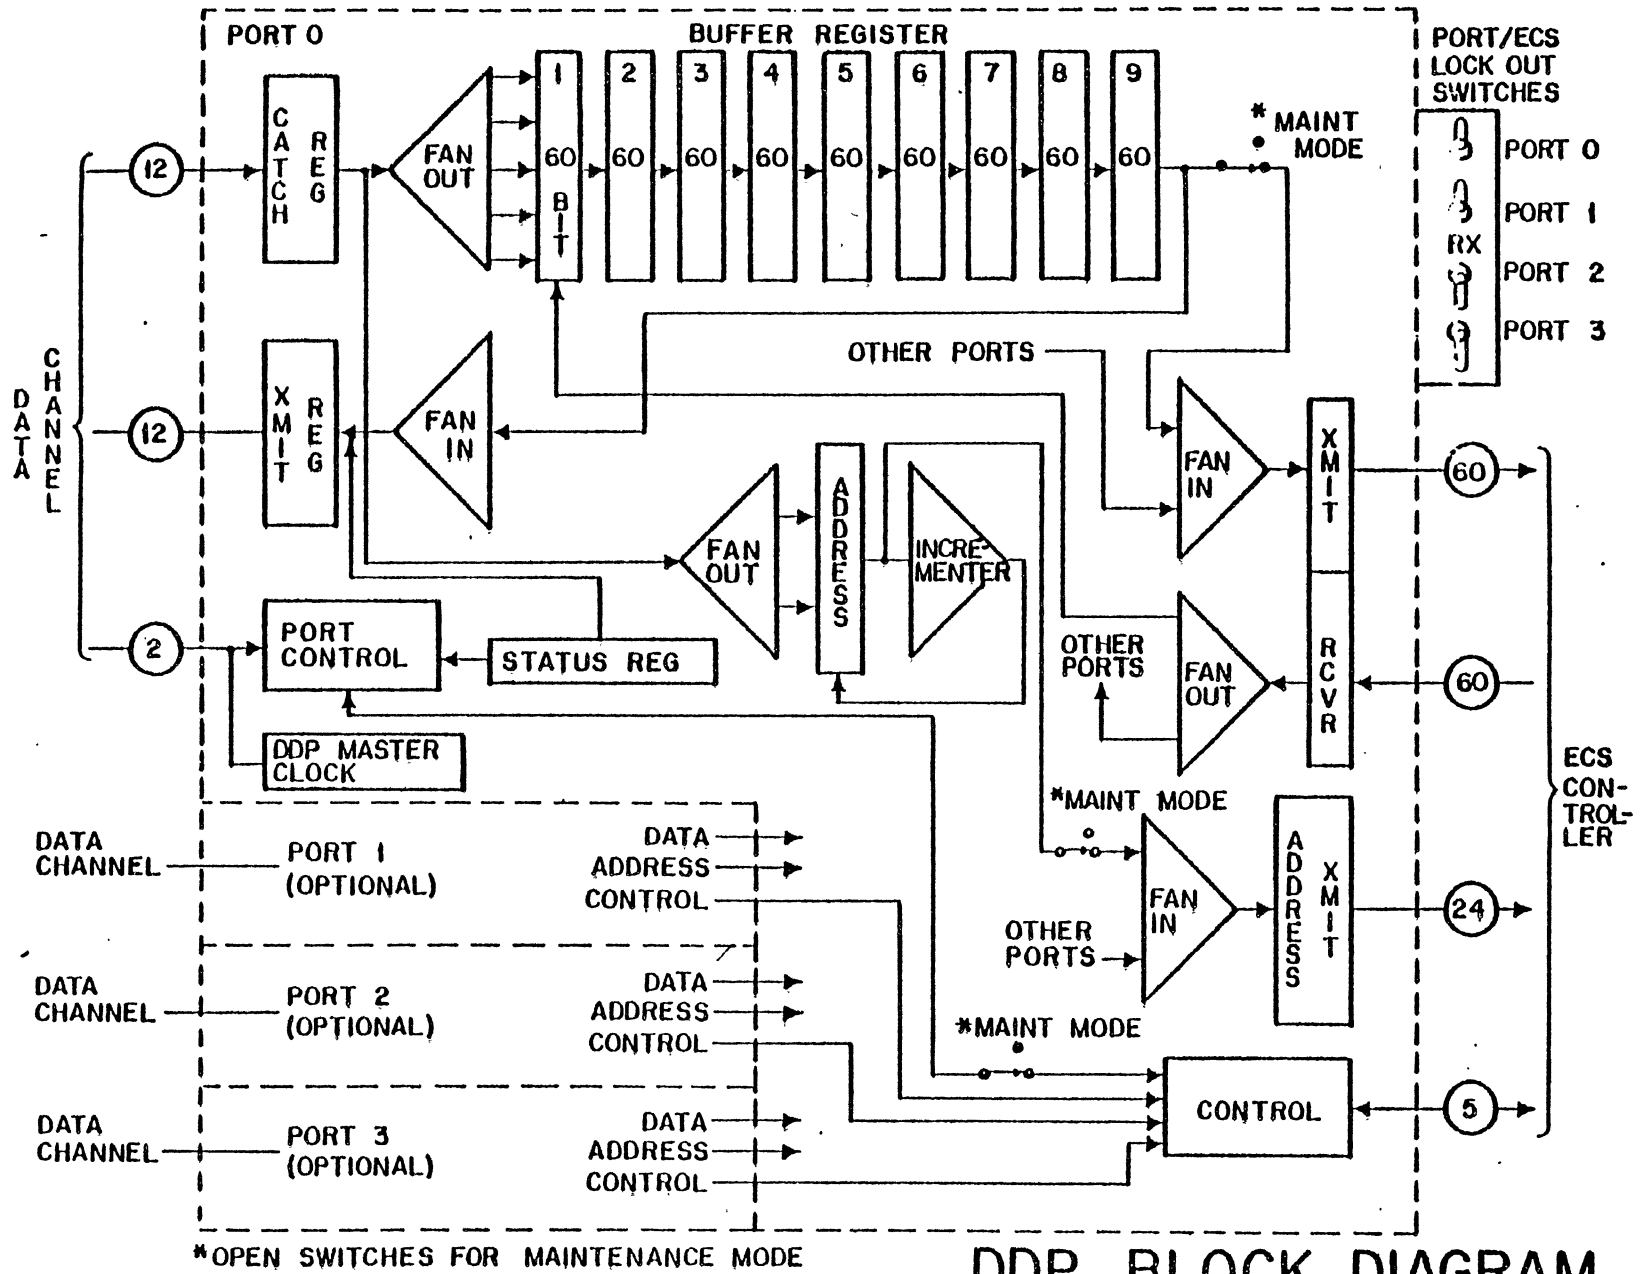 PORT 0
BUFFER REGISTER
PORT/ECS
LOCK OUT
SWITCHES
CATCH REG
FAN
OUT
1
2
3
4
5
6
7
8
9
60
BIT
60
60
60
60
60
60
60
60
* MAINT
MODE
PORT 0
PORT 1
RX
PORT 2
PORT 3
12
DATA
CHANNEL
12
XMIT REG
FAN
IN
OTHER PORTS
FAN
IN
XMIT
60
FAN
OUT
ADDRESS
INCRE-
MENTER
2
PORT
CONTROL
STATUS REG
OTHER
PORTS
FAN
OUT
RCVR
60
DDP MASTER
CLOCK
ECS
CON-
TROL-
LER
*MAINT MODE
DATA
CHANNEL
PORT 1
(OPTIONAL)
DATA
ADDRESS
CONTROL
FAN
IN
ADDRESS XMIT
24
OTHER
PORTS
DATA
CHANNEL
PORT 2
(OPTIONAL)
DATA
ADDRESS
CONTROL
*MAINT MODE
DATA
CHANNEL
PORT 3
(OPTIONAL)
DATA
ADDRESS
CONTROL
CONTROL
5
*OPEN SWITCHES FOR MAINTENANCE MODE
DDP BLOCK DIAGRAM